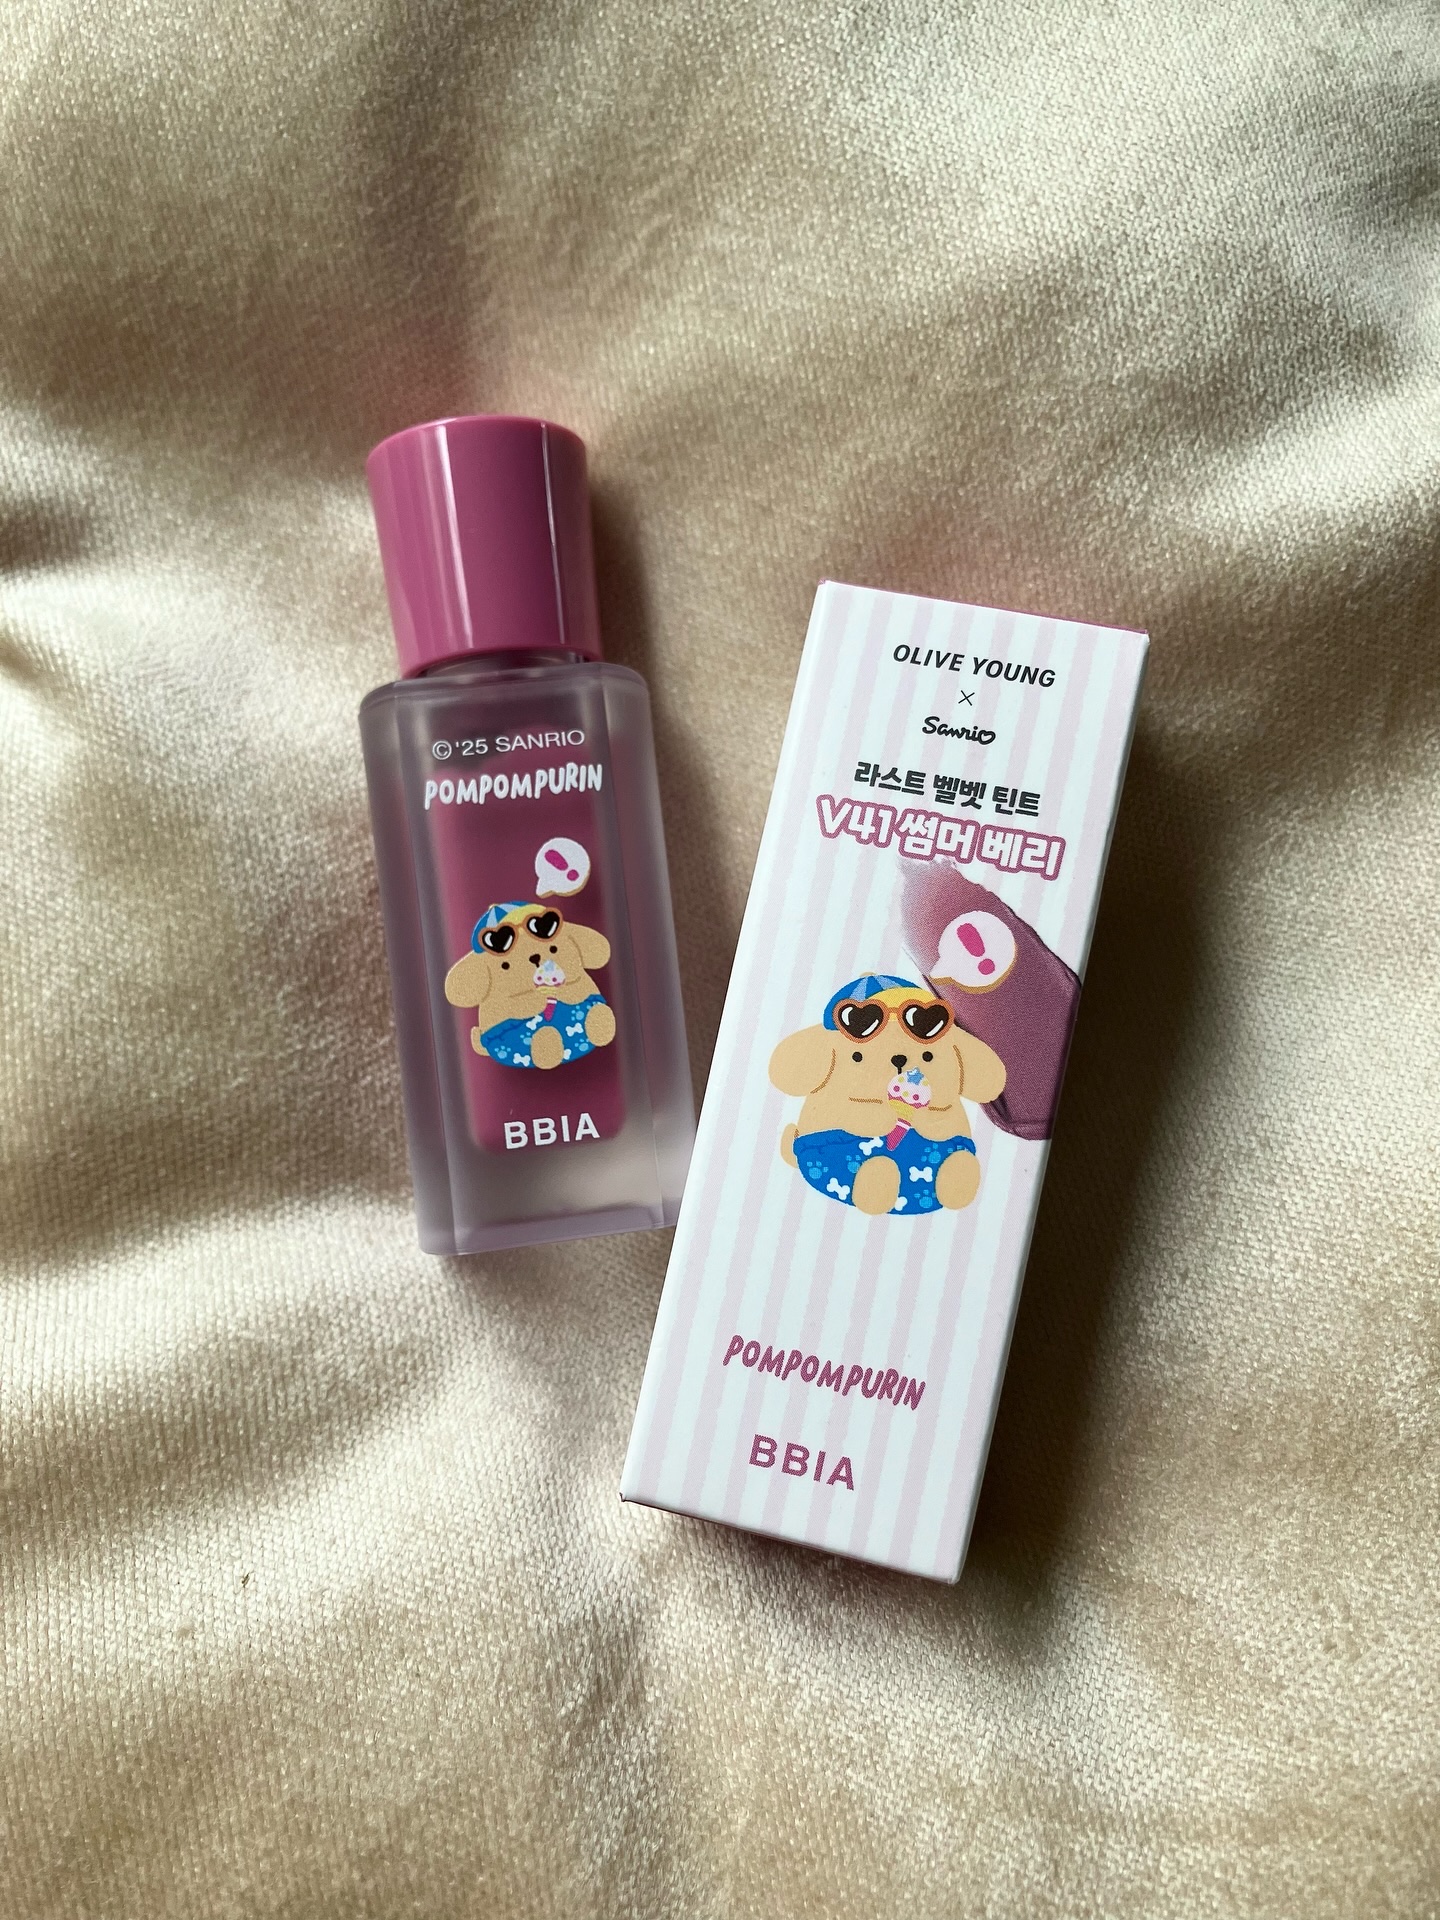 © '25 SANRIO
POMPOMPURIN
BBIA
OLIVE YOUNG
×
Sanrio
라스트 벨벳 틴트
V41 썸머 베리
POMPOMPURIN
BBIA